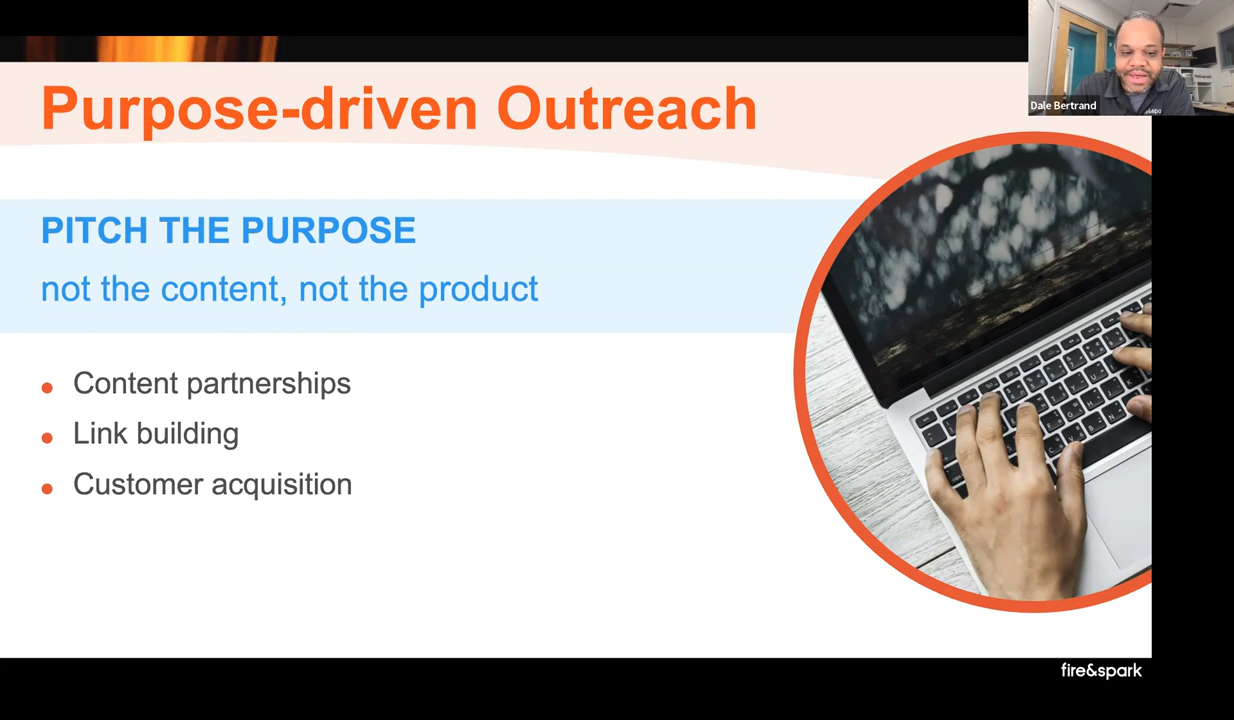 Purpose-driven Outreach
Dale Bertrand
PITCH THE PURPOSE
not the content, not the product
Content partnerships
Link building
Customer acquisition
fire&spark